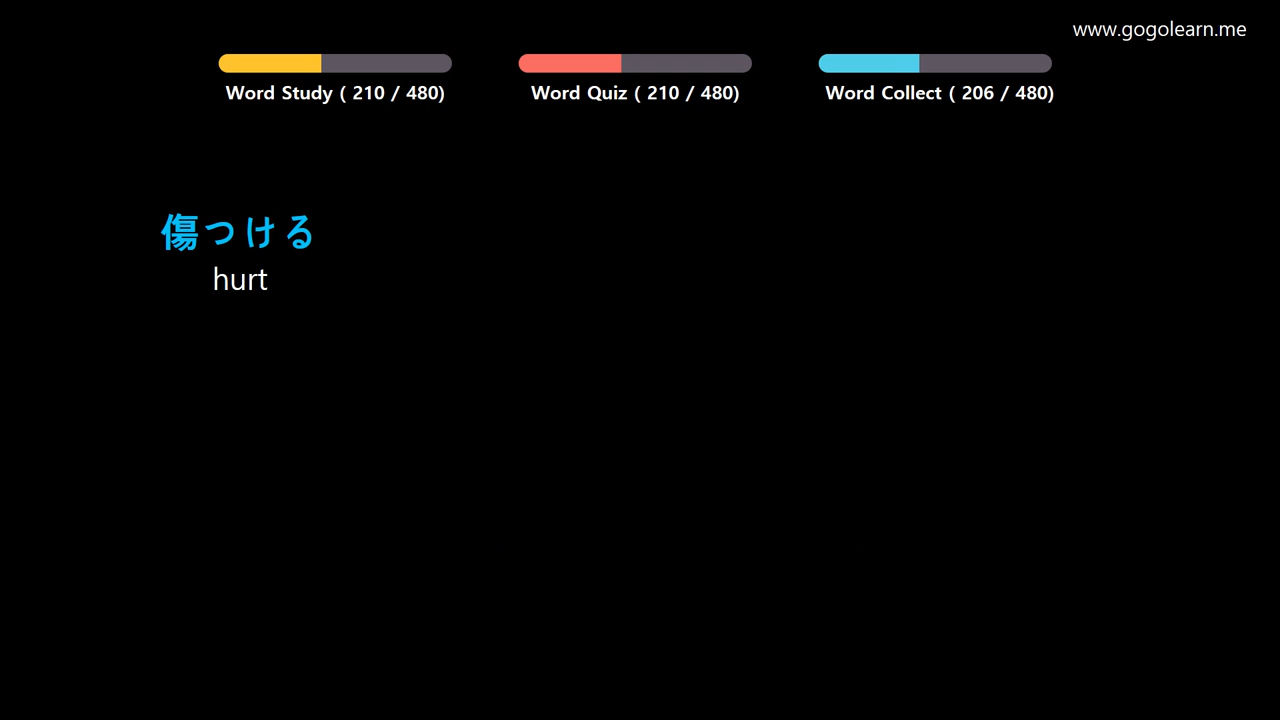 www.gogolearn.me
Word Study ( 210 / 480)
Word Quiz ( 210 / 480)
Word Collect ( 206 / 480)
傷つける
hurt